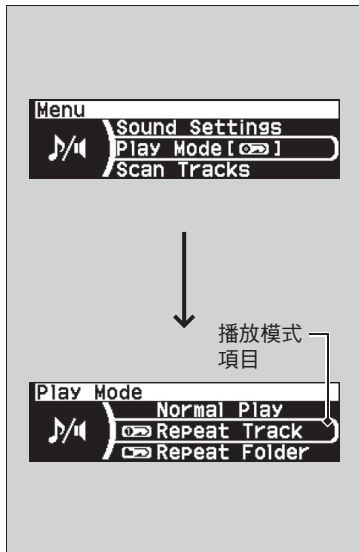 Menu
Sound Settings
Play Mode[ ]
Scan Tracks
播放模式
項目
Play Mode
Normal Play
Repeat Track
Repeat Folder